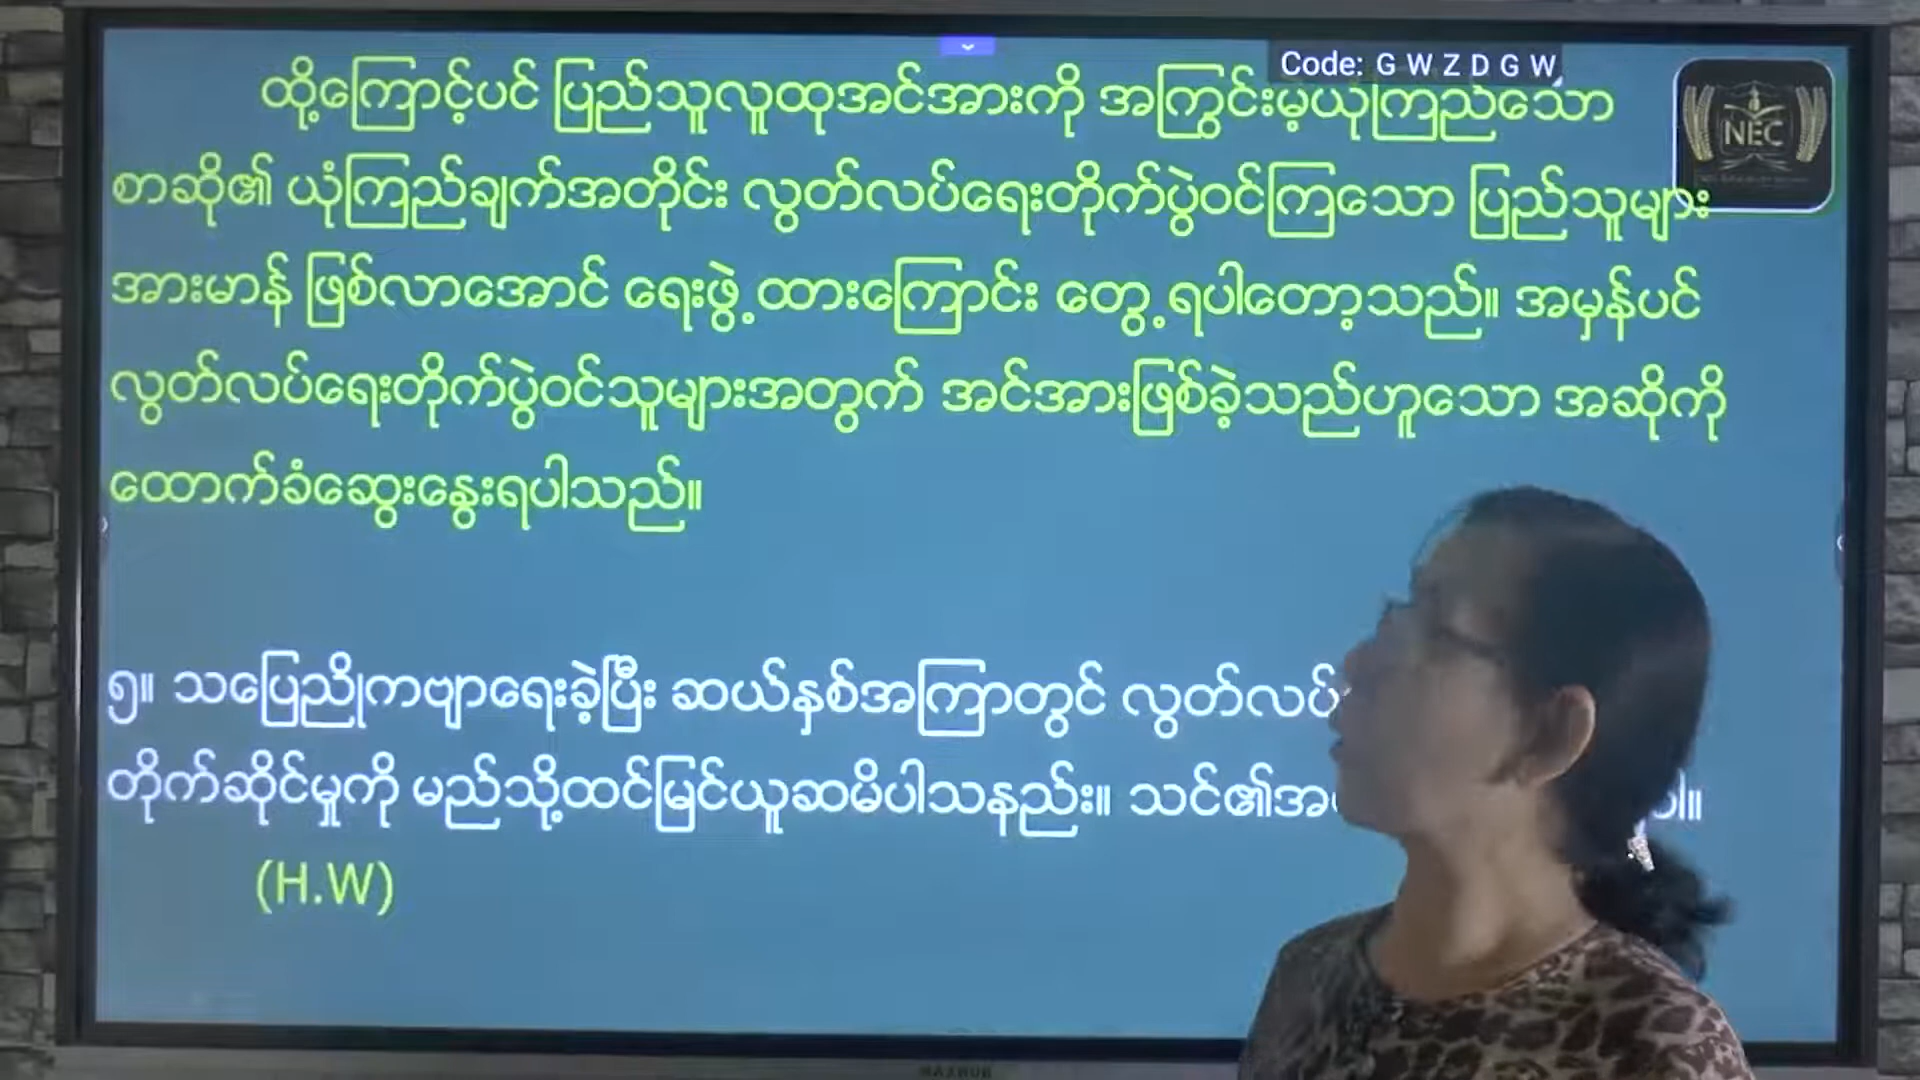 Code: G W Z D G W
ထို့ကြောင့်ပင် ပြည်သူလူထုအင်အားကို အကြွင်းမဲ့ယုံကြည်သော
NEC
စာဆို၏ ယုံကြည်ချက်အတိုင်း လွတ်လပ်ရေးတိုက်ပွဲဝင်ကြသော ပြည်သူများ
အားမာန် ဖြစ်လာအောင် ရေးဖွဲ့ထားကြောင်း တွေ့ရပါတော့သည်။ အမှန်ပင်
လွတ်လပ်ရေးတိုက်ပွဲဝင်သူများအတွက် အင်အားဖြစ်ခဲ့သည်ဟူသော အဆိုကို
ထောက်ခံဆွေးနွေးရပါသည်။
၅။ သပြေညိုကဗျာရေးခဲ့ပြီး ဆယ်နှစ်အကြာတွင် လွတ်လပ်
တိုက်ဆိုင်မှုကို မည်သို့ထင်မြင်ယူဆမိပါသနည်း။ သင်၏
(H.W)
MAXHUB